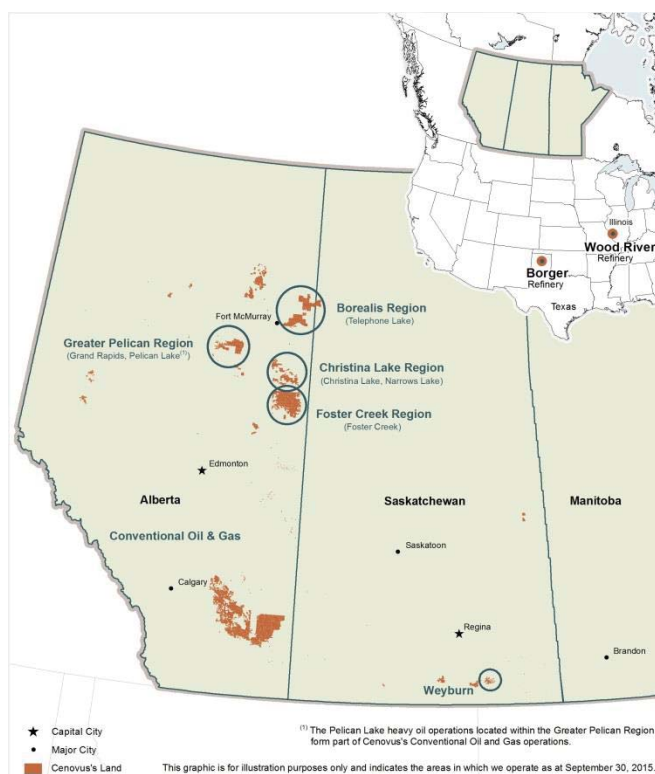 Illinois
Wood River
Refinery
Borger
Refinery
Texas
Fort McMurray
Borealis Region
(Telephone Lake)
Greater Pelican Region
(Grand Rapids, Pelican Lake(1))
Christina Lake Region
(Christina Lake, Narrows Lake)
Foster Creek Region
(Foster Creek)
Edmonton
Alberta
Saskatchewan
Manitoba
Conventional Oil & Gas
Saskatoon
Calgary
Regina
Brandon
Weyburn
Capital City
Major City
Cenovus's Land
(1) The Pelican Lake heavy oil operations located within the Greater Pelican Region
form part of Cenovus's Conventional Oil and Gas operations.
This graphic is for illustration purposes only and indicates the areas in which we operate as at September 30, 2015.